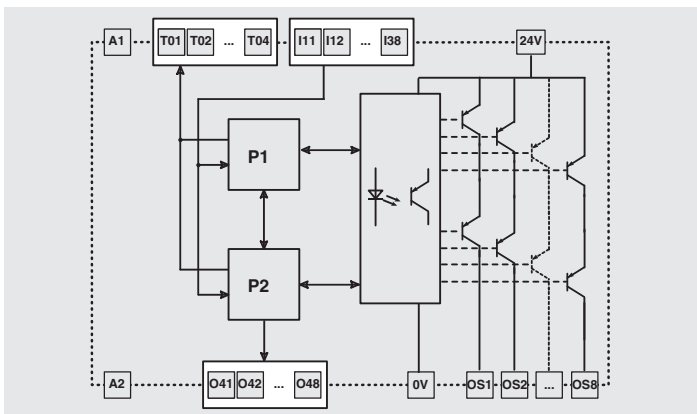 A1 T01 T02 ... T04 I11 I12 ... I38 24V
P1
P2
A2 O41 O42 ... O48 0V OS1 OS2 ... OS8